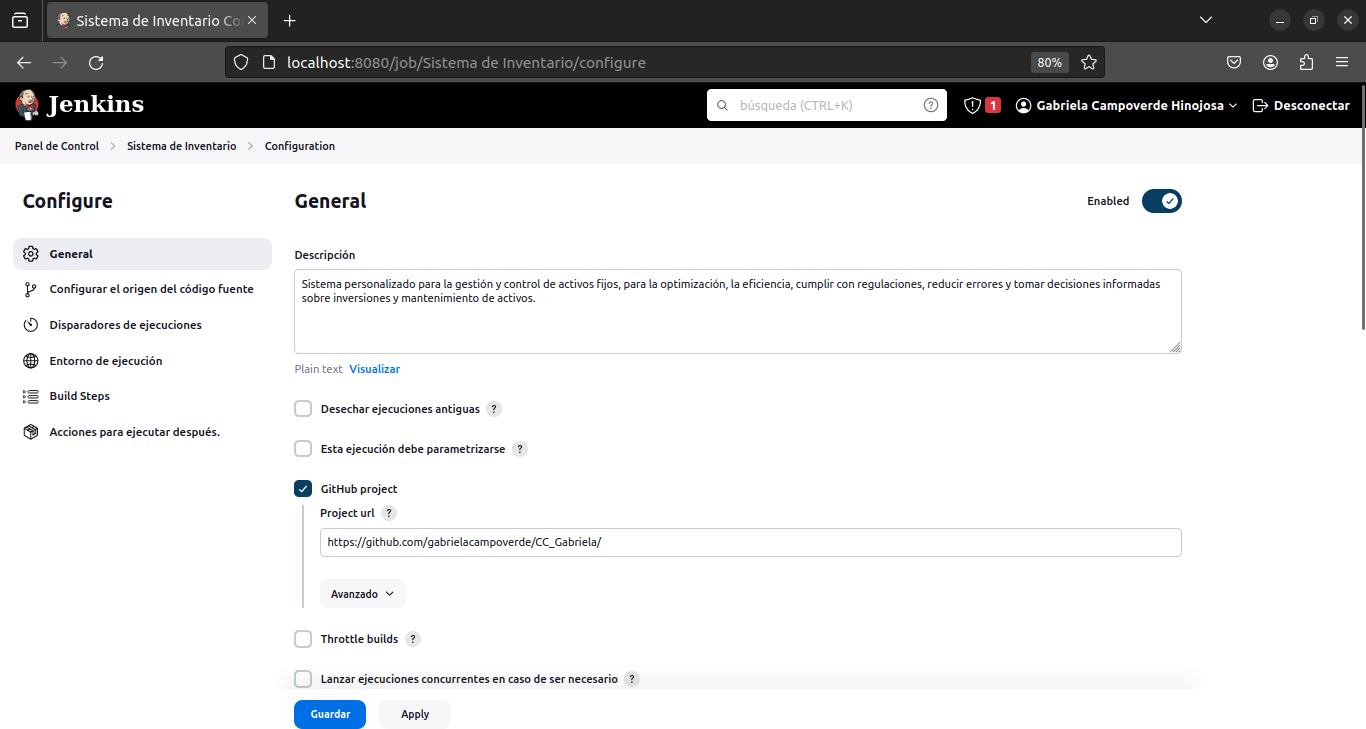 Sistema de Inventario Co
localhost:8080/job/Sistema de Inventario/configure
80%
Jenkins
búsqueda (CTRL+K)
?
1
Gabriela Campoverde Hinojosa
Desconectar
Panel de Control
Sistema de Inventario
Configuration
Configure
General
Configurar el origen del código fuente
Disparadores de ejecuciones
Entorno de ejecución
Build Steps
Acciones para ejecutar después.
General
Enabled
Descripción
Sistema personalizado para la gestión y control de activos fijos, para la optimización, la eficiencia, cumplir con regulaciones, reducir errores y tomar decisiones informadas
sobre inversiones y mantenimiento de activos.
Plain text Visualizar
Desechar ejecuciones antiguas ?
Esta ejecución debe parametrizarse ?
GitHub project
Project url ?
https://github.com/gabrielacampoverde/CC_Gabriela/
Avanzado
Throttle builds ?
Lanzar ejecuciones concurrentes en caso de ser necesario ?
Guardar
Apply